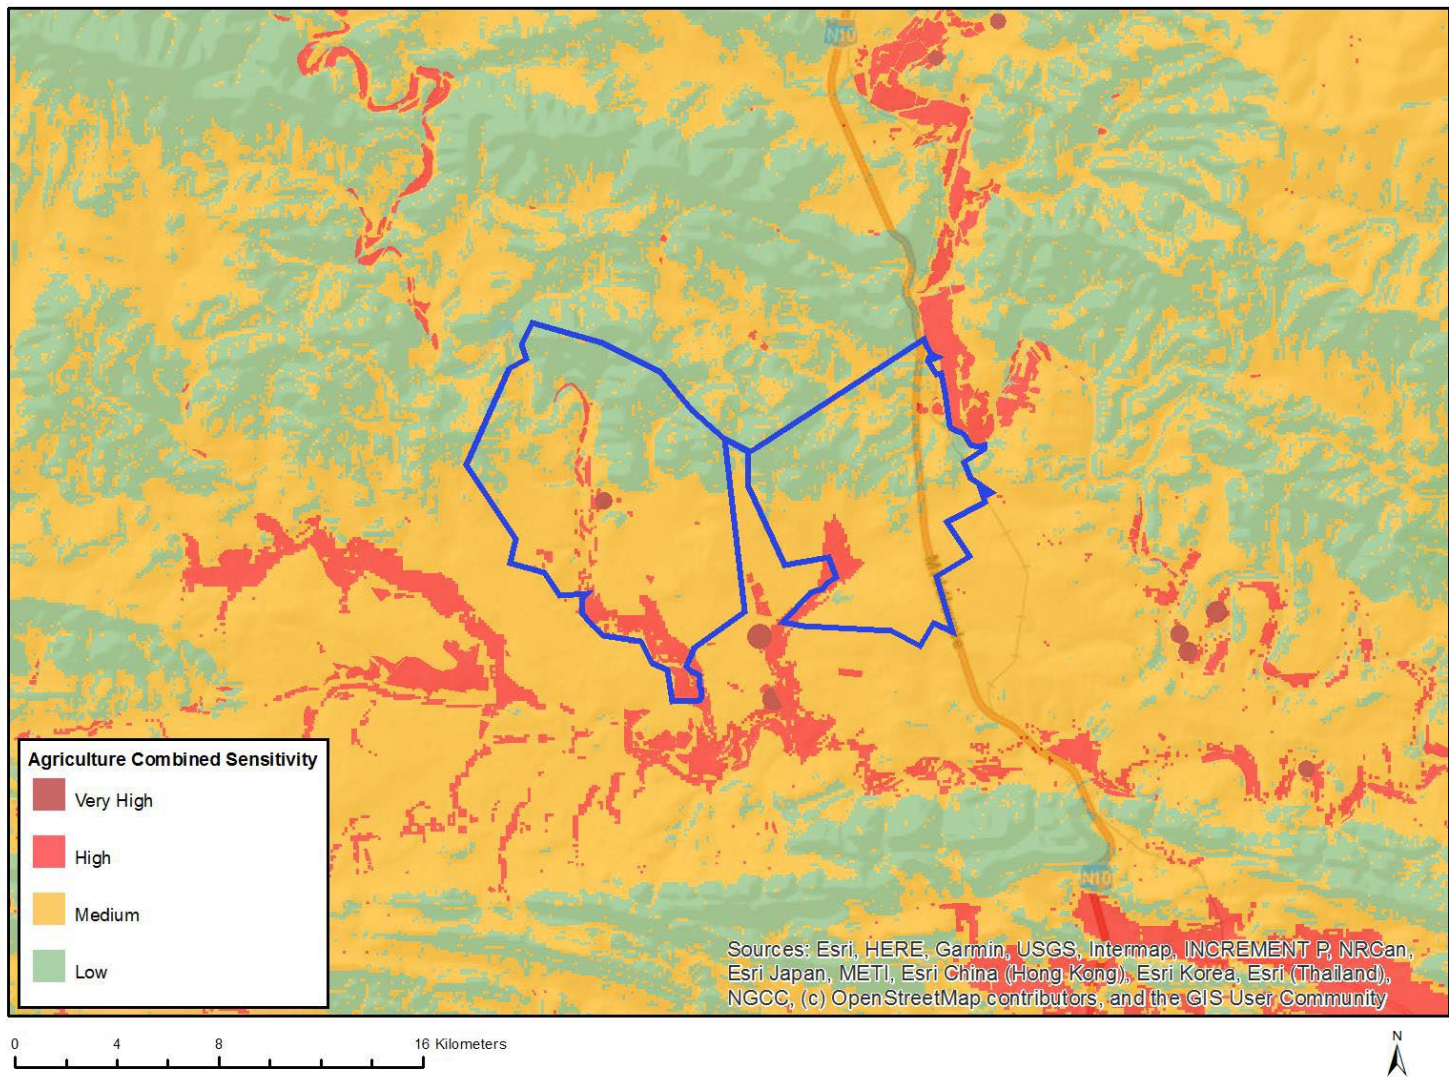 N10
Agriculture Combined Sensitivity
Very High
High
Medium
Low
N10
Sources: Esri, HERE, Garmin, USGS, Intermap, INCREMENT P, NRCan,
Esri Japan, METI, Esri China (Hong Kong), Esri Korea, Esri (Thailand),
NGCC, (c) OpenStreetMap contributors, and the GIS User Community
0 4 8 16 Kilometers
N